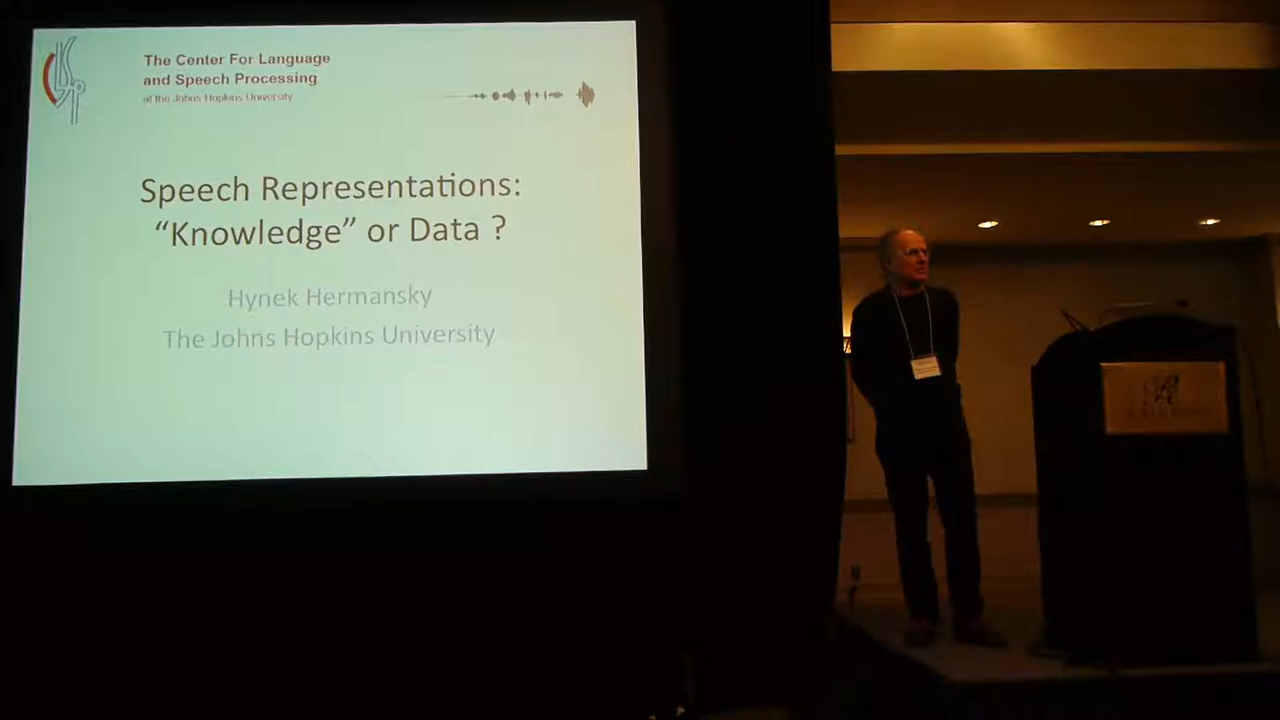 The Center For Language
and Speech Processing
at the Johns Hopkins University
Speech Representations:
“Knowledge” or Data ?
Hynek Hermansky
The Johns Hopkins University